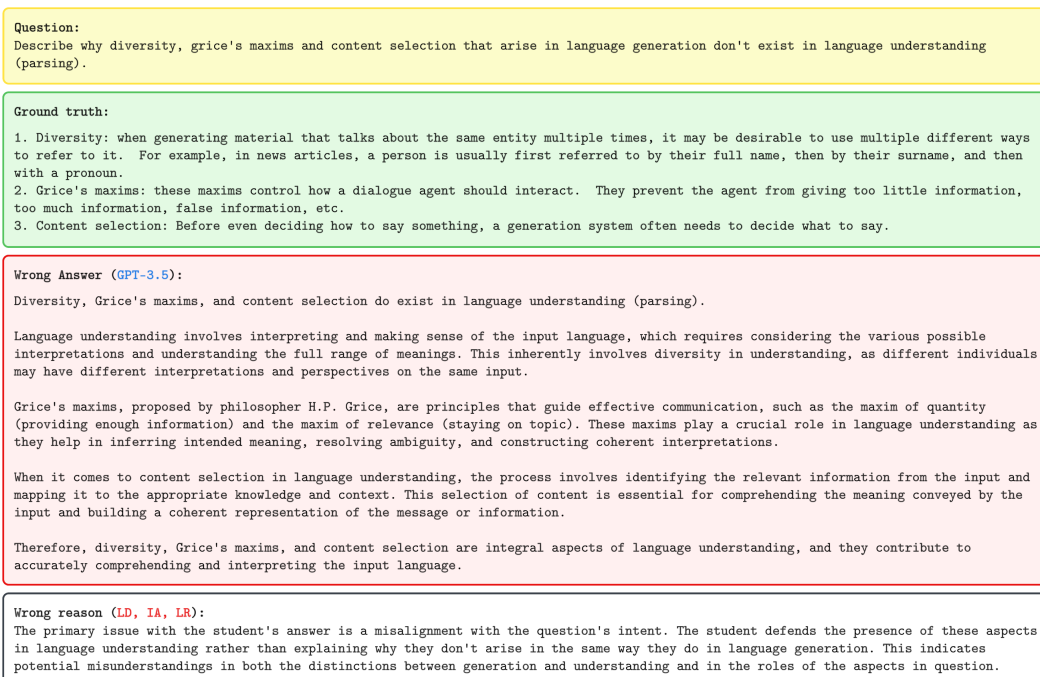 Question:
Describe why diversity, grice's maxims and content selection that arise in language generation don't exist in language understanding
(parsing).
Ground truth:
1. Diversity: when generating material that talks about the same entity multiple times, it may be desirable to use multiple different ways
to refer to it. For example, in news articles, a person is usually first referred to by their full name, then by their surname, and then
with a pronoun.
2. Grice's maxims: these maxims control how a dialogue agent should interact. They prevent the agent from giving too little information,
too much information, false information, etc.
3. Content selection: Before even deciding how to say something, a generation system often needs to decide what to say.
Wrong Answer (GPT-3.5):
Diversity, Grice's maxims, and content selection do exist in language understanding (parsing).
Language understanding involves interpreting and making sense of the input language, which requires considering the various possible
interpretations and understanding the full range of meanings. This inherently involves diversity in understanding, as different individuals
may have different interpretations and perspectives on the same input.
Grice's maxims, proposed by philosopher H.P. Grice, are principles that guide effective communication, such as the maxim of quantity
(providing enough information) and the maxim of relevance (staying on topic). These maxims play a crucial role in language understanding as
they help in inferring intended meaning, resolving ambiguity, and constructing coherent interpretations.
When it comes to content selection in language understanding, the process involves identifying the relevant information from the input and
mapping it to the appropriate knowledge and context. This selection of content is essential for comprehending the meaning conveyed by the
input and building a coherent representation of the message or information.
Therefore, diversity, Grice's maxims, and content selection are integral aspects of language understanding, and they contribute to
accurately comprehending and interpreting the input language.
Wrong reason (LD, IA, LR):
The primary issue with the student's answer is a misalignment with the question's intent. The student defends the presence of these aspects
in language understanding rather than explaining why they don't arise in the same way they do in language generation. This indicates
potential misunderstandings in both the distinctions between generation and understanding and in the roles of the aspects in question.